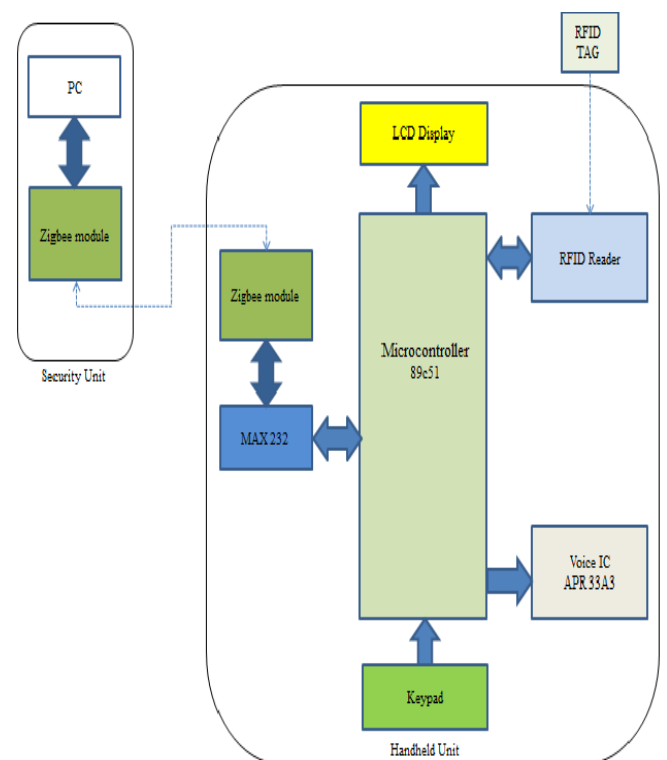 RFID
TAG
PC
LCD Display
Zigbee module
RFID Reader
Zigbee module
Microcontroller
89c51
Security Unit
MAX 232
Voice IC
APR 33A3
Keypad
Handheld Unit